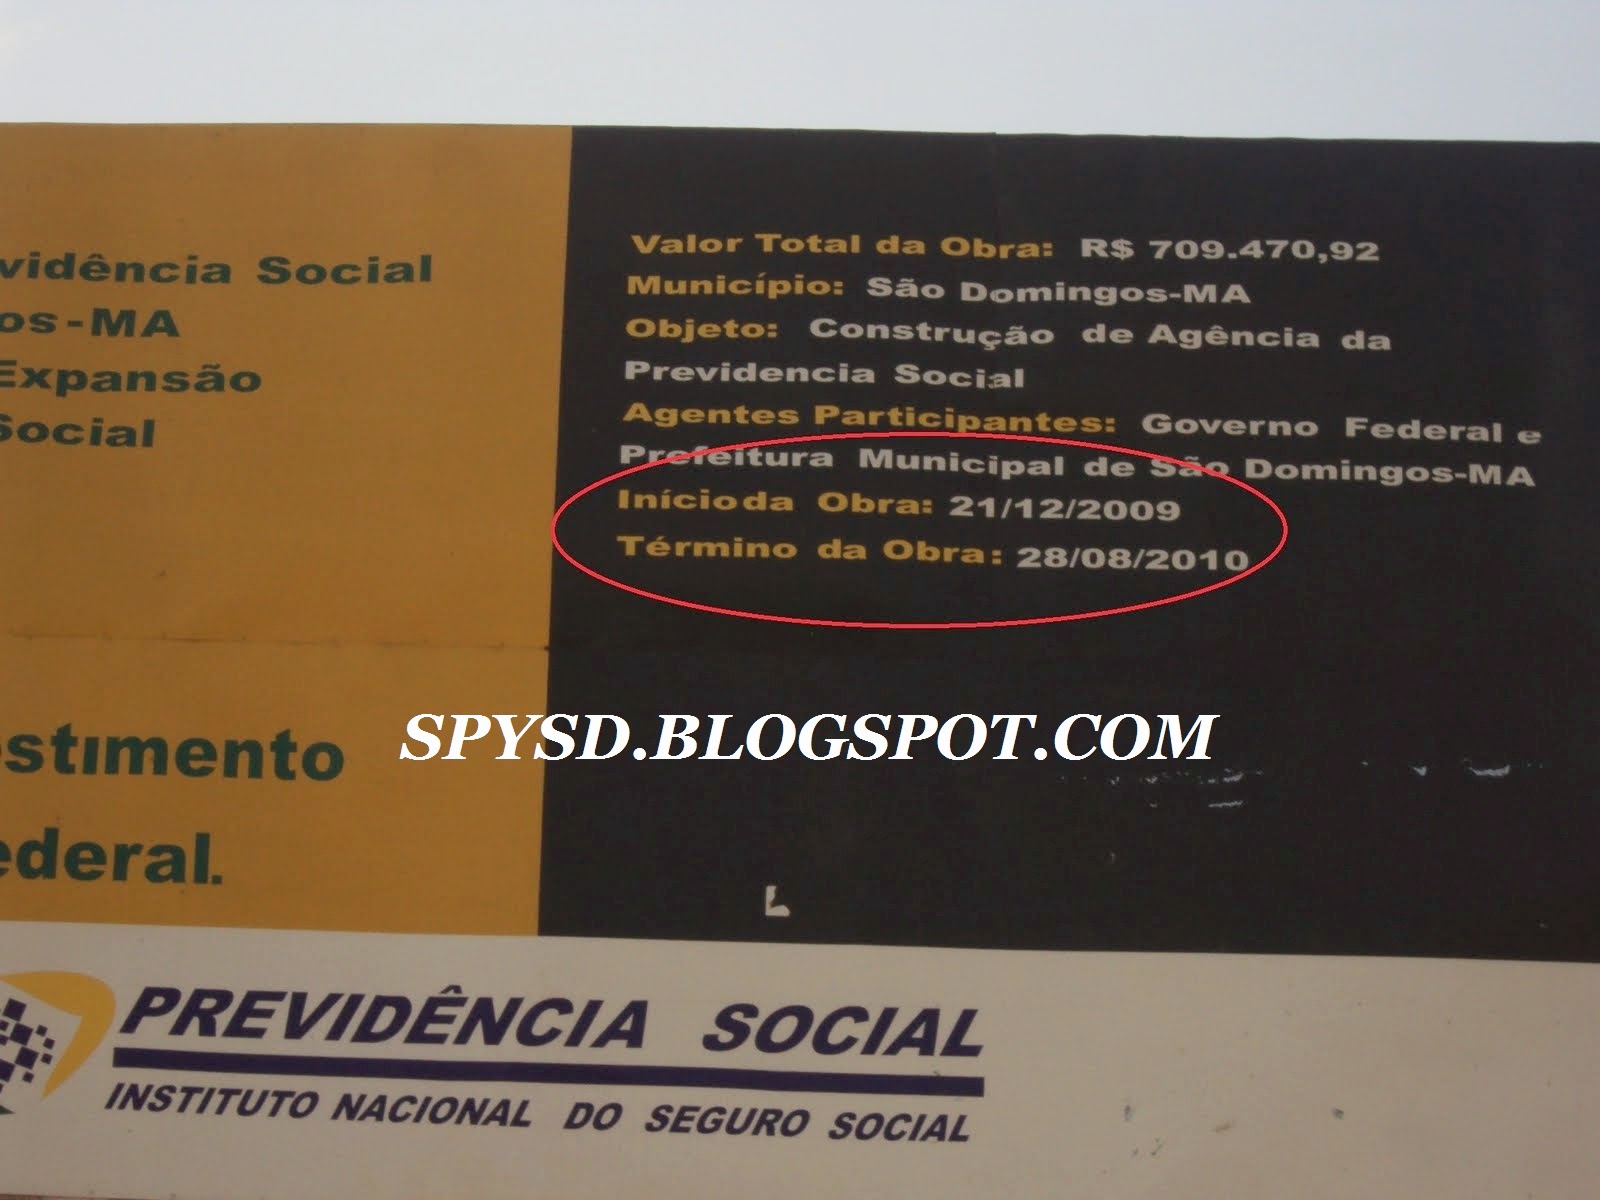 vidência Social
os-MA
Expansão
Social
stimento
ederal.
Valor Total da Obra: R$ 709.470,92
Município: São Domingos-MA
Objeto: Construção de Agência da
Previdencia Social
Agentes Participantes: Governo Federal e
Prefeitura Municipal de São Domingos-MA
Inícioda Obra: 21/12/2009
Término da Obra: 28/08/2010
SPYSD.BLOGSPOT.COM
PREVIDÊNCIA SOCIAL
INSTITUTO NACIONAL DO SEGURO SOCIAL